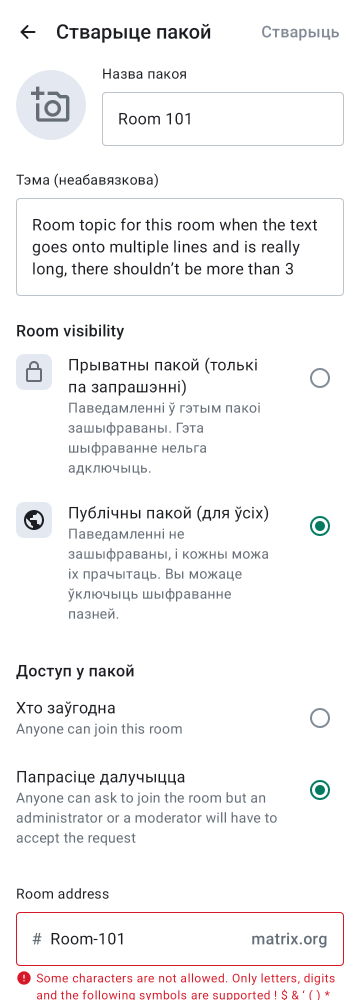 Стварыце пакой
Стварыць
Назва пакоя
Room 101
Тэма (неабавязкова)
Room topic for this room when the text
goes onto multiple lines and is really
long, there shouldn’t be more than 3
Room visibility
Прыватны пакой (толькі
па запрашэнні)
Паведамленні ў гэтым пакоі
зашыфраваны. Гэта
шыфраванне нельга
адключыць.
Публічны пакой (для ўсіх)
Паведамленні не
зашыфраваны, і кожны можа
іх прачытаць. Вы можаце
ўключыць шыфраванне
пазней.
Доступ у пакой
Хто заўгодна
Anyone can join this room
Папрасіце далучыцца
Anyone can ask to join the room but an
administrator or a moderator will have to
accept the request
Room address
# Room-101 matrix.org
Some characters are not allowed. Only letters, digits
and the following symbols are supported ! $ & ‘ ( ) *